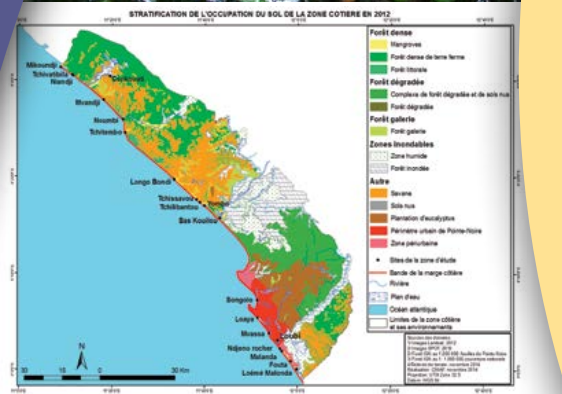 STRATIFICATION DE L'OCCUPATION DU SOL DE LA ZONE COTIERE EN 2012
Mikoundji
Tchivatibila
Niandji
Mvandji
Noumbi
Tchitembo
Longo Bondi
Tchissavou
Tchilibantou
Bas Kouilou
Bongolo
Loaya
Muassa
Ndjeno rocher
Malanda
Fouta
Loémé Malonda
N
30 15 0 30 Km
Forêt dense
Mangroves
Forêt dense de terre ferme
Forêt littorale
Forêt dégradée
Complexe de forêt dégradée et de sols nus
Forêt dégradée
Forêt galerie
Forêt galerie
Zones Inondables
Zone humide
Forêt inondée
Autre
Savane
Sols nus
Plantation d'eucalyptus
Périmètre urbain de Pointe-Noire
Zone périurbaine
Sites de la zone d'étude
Bande de la marge côtière
Rivière
Plan d'eau
Océan atlantique
Limites de la zone côtière
et ses environnements